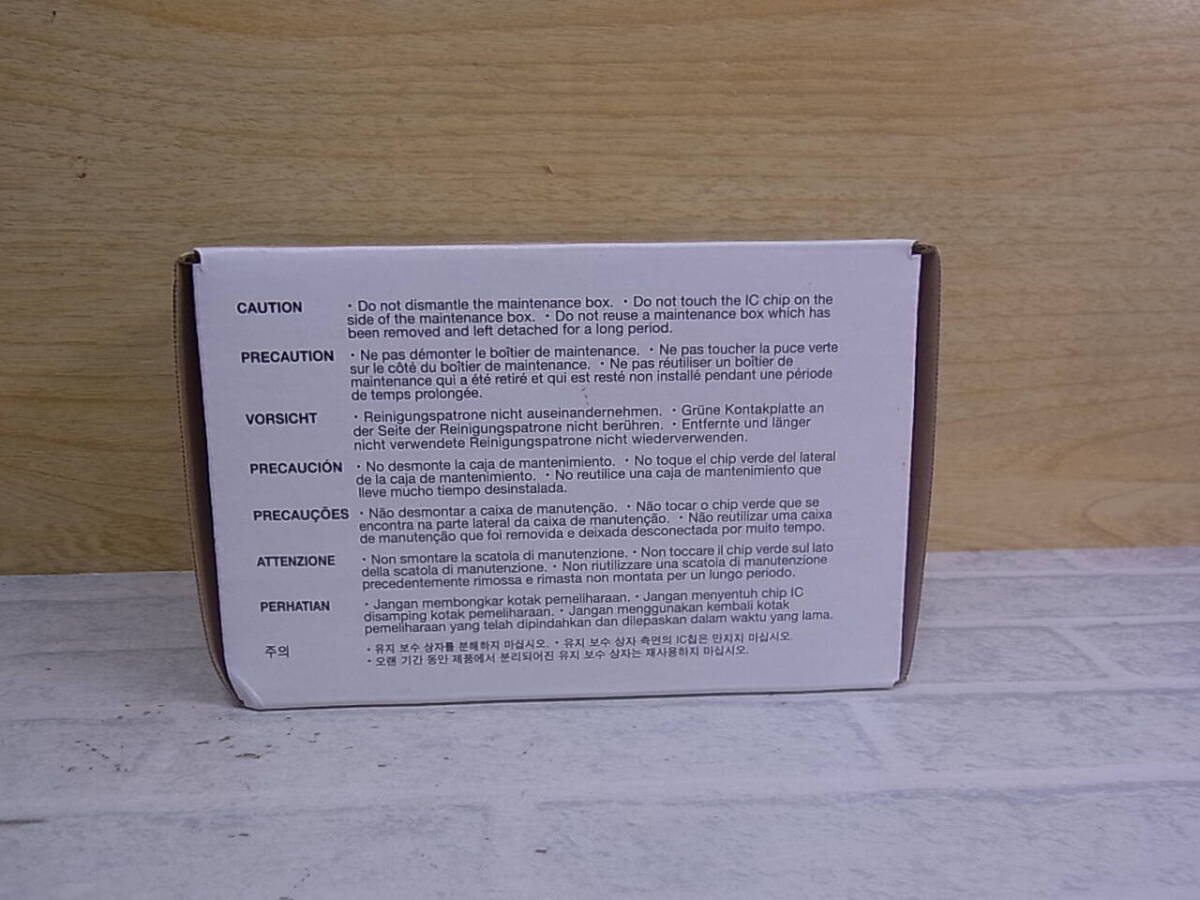 CAUTION ・Do not dismantle the maintenance box. ・Do not touch the IC chip on the
side of the maintenance box. ・Do not reuse a maintenance box which has
been removed and left detached for a long period.
PRECAUTION ・Ne pas démonter le boîtier de maintenance. ・Ne pas toucher la puce verte
sur le côté du boîtier de maintenance. ・Ne pas réutiliser un boîtier de
maintenance qui a été retiré et qui est resté non installé pendant une période
de temps prolongée.
VORSICHT ・Reinigungspatrone nicht auseinandernehmen. ・Grüne Kontakplatte an
der Seite der Reinigungspatrone nicht berühren. ・Entfernte und länger
nicht verwendete Reinigungspatrone nicht wiederverwenden.
PRECAUCIÓN ・No desmonte la caja de mantenimiento. ・No toque el chip verde del lateral
de la caja de mantenimiento. ・No reutilice una caja de mantenimiento que
lleve mucho tiempo desinstalada.
PRECAUÇÕES ・Não desmontar a caixa de manutenção. ・Não tocar o chip verde que se
encontra na parte lateral da caixa de manutenção. ・Não reutilizar uma caixa
de manutenção que foi removida e deixada desconectada por muito tempo.
ATTENZIONE ・Non smontare la scatola di manutenzione. ・Non toccare il chip verde sul lato
della scatola di manutenzione. ・Non riutilizzare una scatola di manutenzione
precedentemente rimossa e rimasta non montata per un lungo periodo.
PERHATIAN ・Jangan membongkar kotak pemeliharaan. ・Jangan menyentuh chip IC
disamping kotak pemeliharaan. ・Jangan menggunakan kembali kotak
pemeliharaan yang telah dipindahkan dan dilepaskan dalam waktu yang lama.
주의 ・유지 보수 상자를 분해하지 마십시오. ・유지 보수 상자 측면의 IC칩은 만지지 마십시오.
・오랜 기간 동안 제품에서 분리되어진 유지 보수 상자는 재사용하지 마십시오.